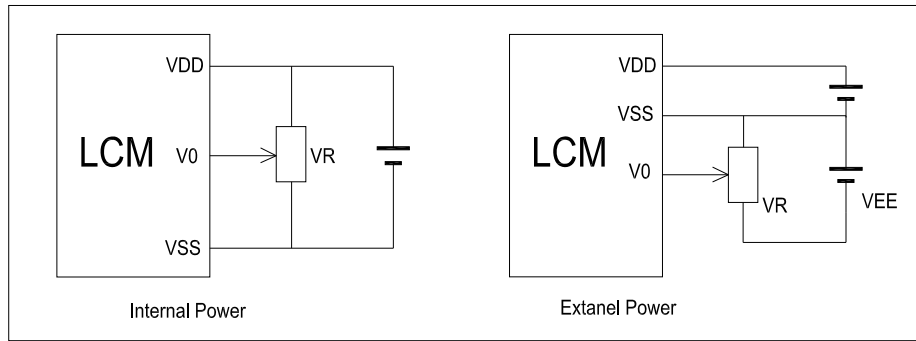 VDD
LCM
V0
VR
VSS
Internal Power
VDD
VSS
LCM
V0
VR
VEE
Extanel Power